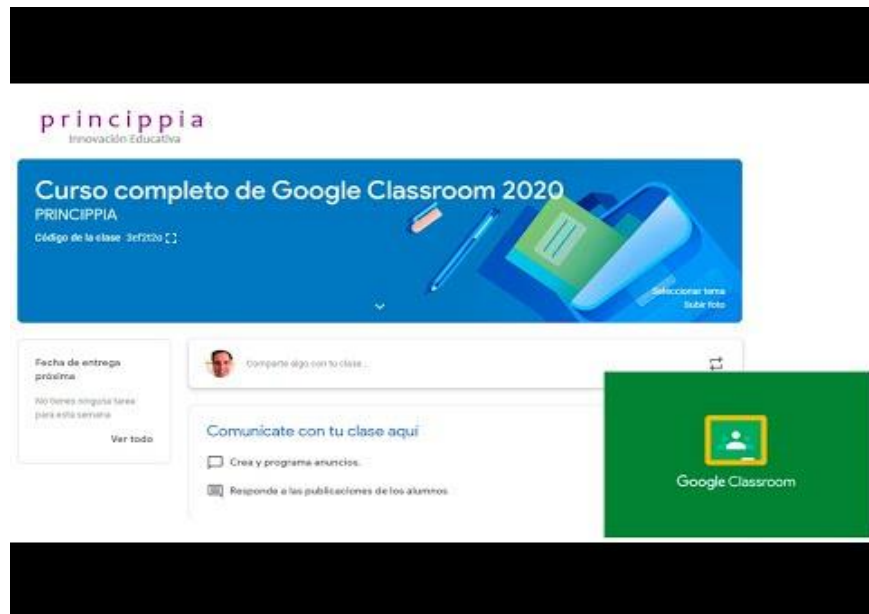 princippia
Innovación Educativa
Curso completo de Google Classroom 2020
PRINCIPPIA
Código de la clase 3ef2t2o
Seleccionar tema
Subir foto
Fecha de entrega
próxima
No tienes ninguna tarea
para esta semana
Ver todo
Comparte algo con tu clase...
Comunícate con tu clase aquí
Crea y programa anuncios.
Responde a las publicaciones de los alumnos
Google Classroom